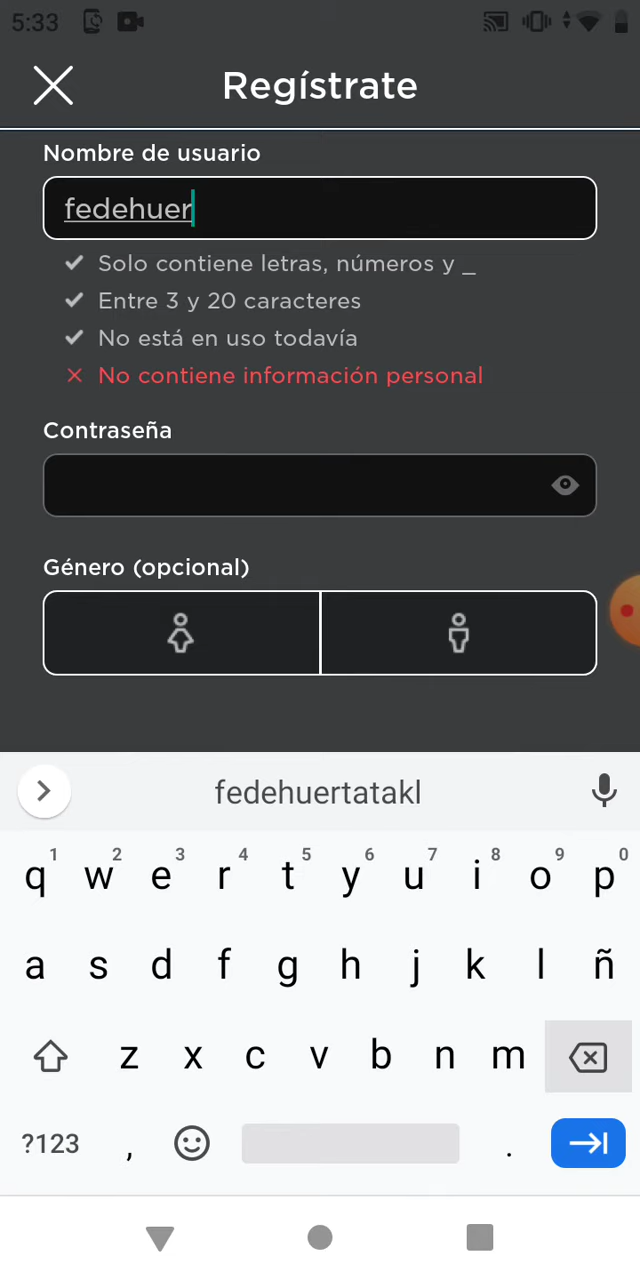 5:33
Regístrate
Nombre de usuario
fedehuer
Solo contiene letras, números y _
Entre 3 y 20 caracteres
No está en uso todavía
No contiene información personal
Contraseña
Género (opcional)
fedehuertatakl
1 2 3 4 5 6 7 8 9 0
q w e r t y u i o p
a s d f g h j k l ñ
z x c v b n m
?123 , .